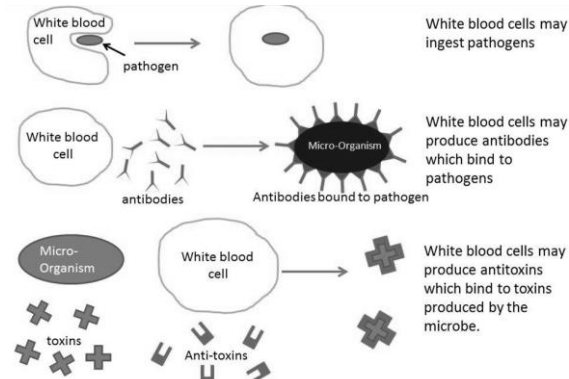 White blood
cell
pathogen
White blood cells may
ingest pathogens
White blood
cell
antibodies
Micro-Organism
Antibodies bound to pathogen
White blood cells may
produce antibodies
which bind to
pathogens
Micro-
Organism
toxins
White blood
cell
Anti-toxins
White blood cells may
produce antitoxins
which bind to toxins
produced by the
microbe.